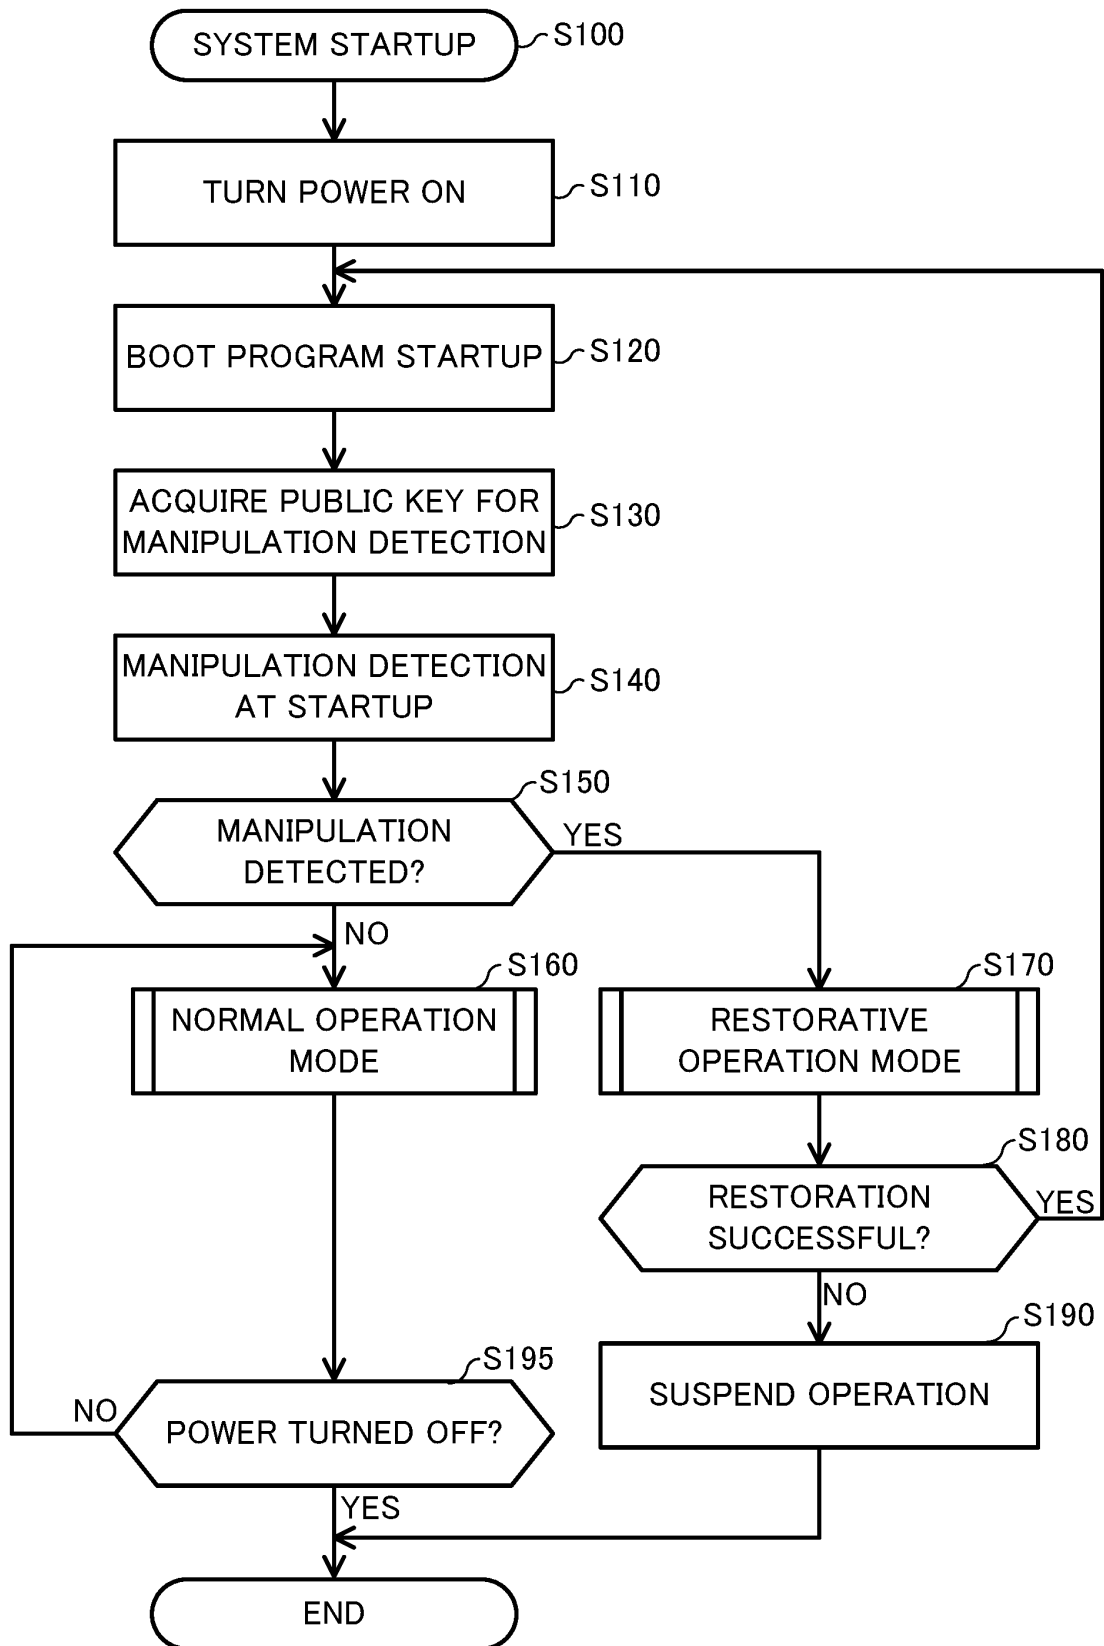 SYSTEM STARTUP
S100
TURN POWER ON
S110
BOOT PROGRAM STARTUP
S120
ACQUIRE PUBLIC KEY FOR
MANIPULATION DETECTION
S130
MANIPULATION DETECTION
AT STARTUP
S140
S150
MANIPULATION
DETECTED?
YES
NO
S160
NORMAL OPERATION
MODE
S170
RESTORATIVE
OPERATION MODE
S180
RESTORATION
SUCCESSFUL?
YES
NO
S190
SUSPEND OPERATION
S195
POWER TURNED OFF?
NO
YES
END